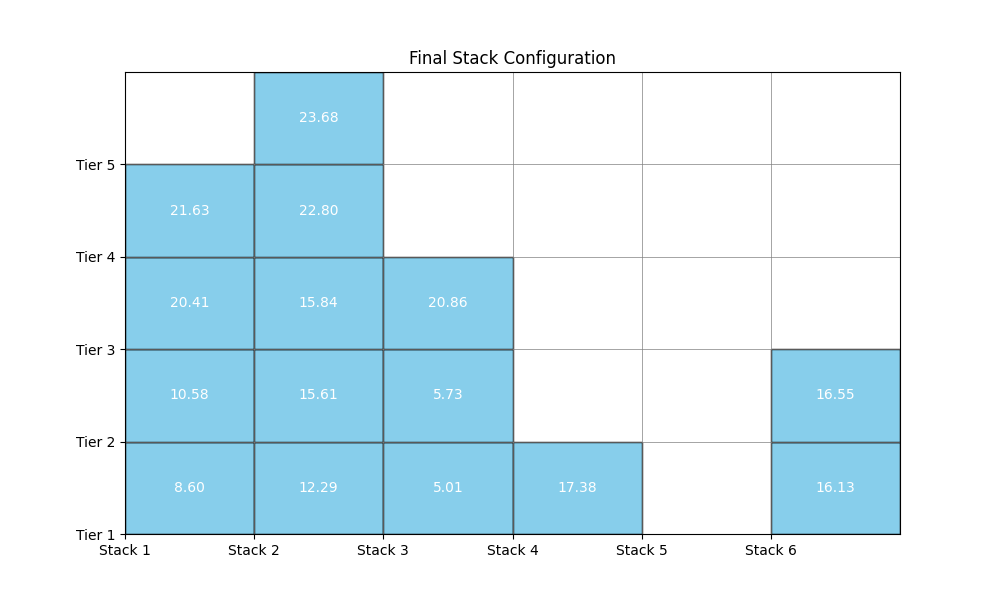 Final Stack Configuration
23.68
Tier 5
21.63 22.80
Tier 4
20.41 15.84 20.86
Tier 3
10.58 15.61 5.73 16.55
Tier 2
8.60 12.29 5.01 17.38 16.13
Tier 1
Stack 1 Stack 2 Stack 3 Stack 4 Stack 5 Stack 6